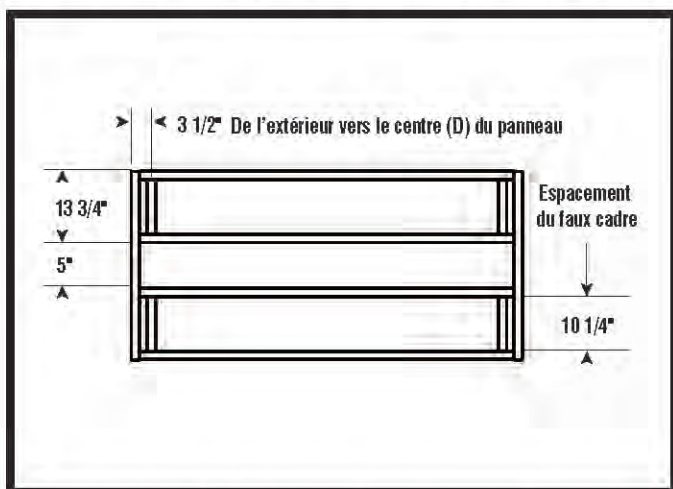 3 1/2" De l'extérieur vers le centre (D) du panneau
13 3/4"
5"
Espacement
du faux cadre
10 1/4"